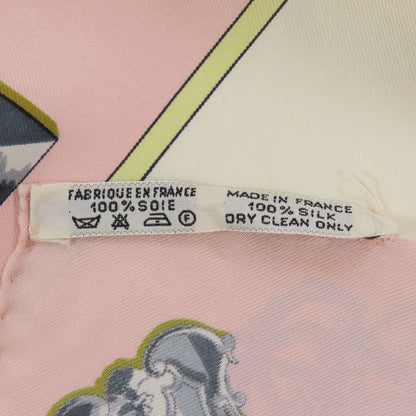 FABRIQUE EN FRANCE
100% SOIE
F
MADE IN FRANCE
100% SILK
DRY CLEAN ONLY